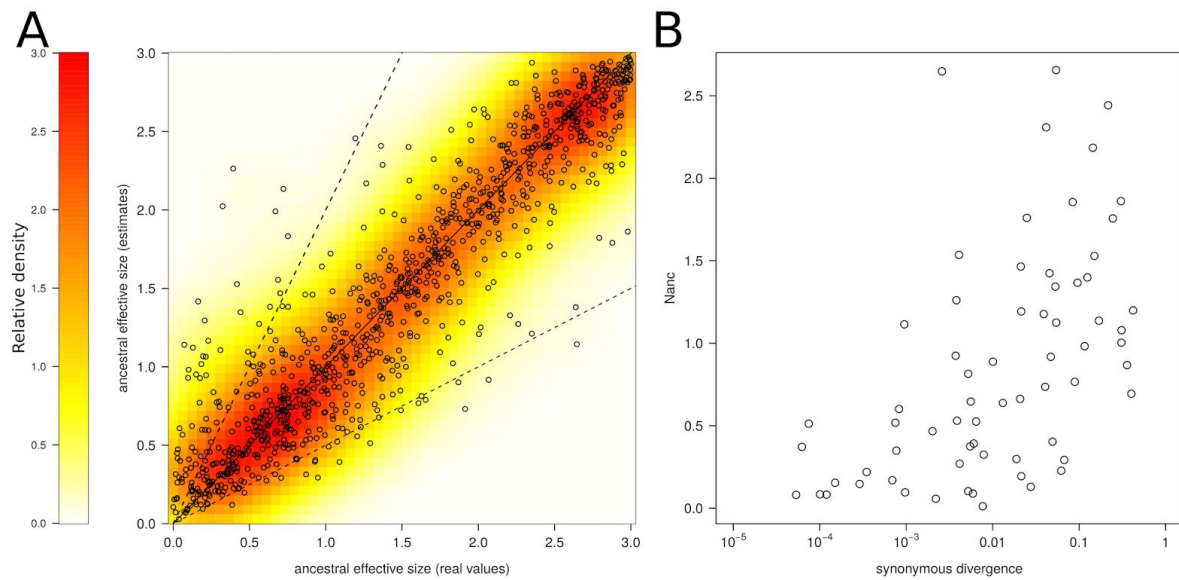 A
B
Relative density
3.0
2.5
2.0
1.5
1.0
0.5
0.0
ancestral effective size (estimates)
3.0
2.5
2.0
1.5
1.0
0.5
0.0
0.0 0.5 1.0 1.5 2.0 2.5 3.0
ancestral effective size (real values)
Nanc
2.5
2.0
1.5
1.0
0.5
0.0
10⁻⁵ 10⁻⁴ 10⁻³ 0.01 0.1 1
synonymous divergence